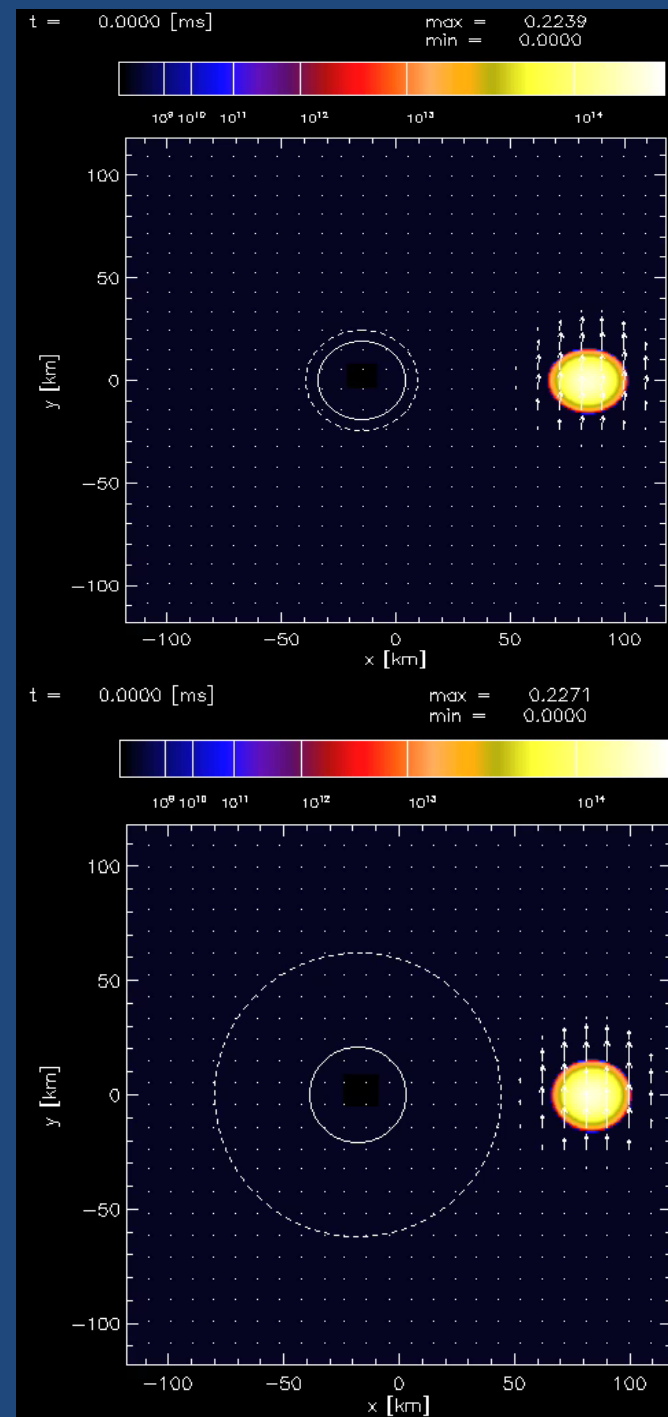 t = 0.0000 [ms] max = 0.2239
min = 0.0000
10⁹ 10¹⁰ 10¹¹ 10¹² 10¹³ 10¹⁴
100
50
y [km]
0
−50
−100
−100 −50 0 50 100
x [km]
t = 0.0000 [ms] max = 0.2271
min = 0.0000
10⁹ 10¹⁰ 10¹¹ 10¹² 10¹³ 10¹⁴
100
50
y [km]
0
−50
−100
−100 −50 0 50 100
x [km]